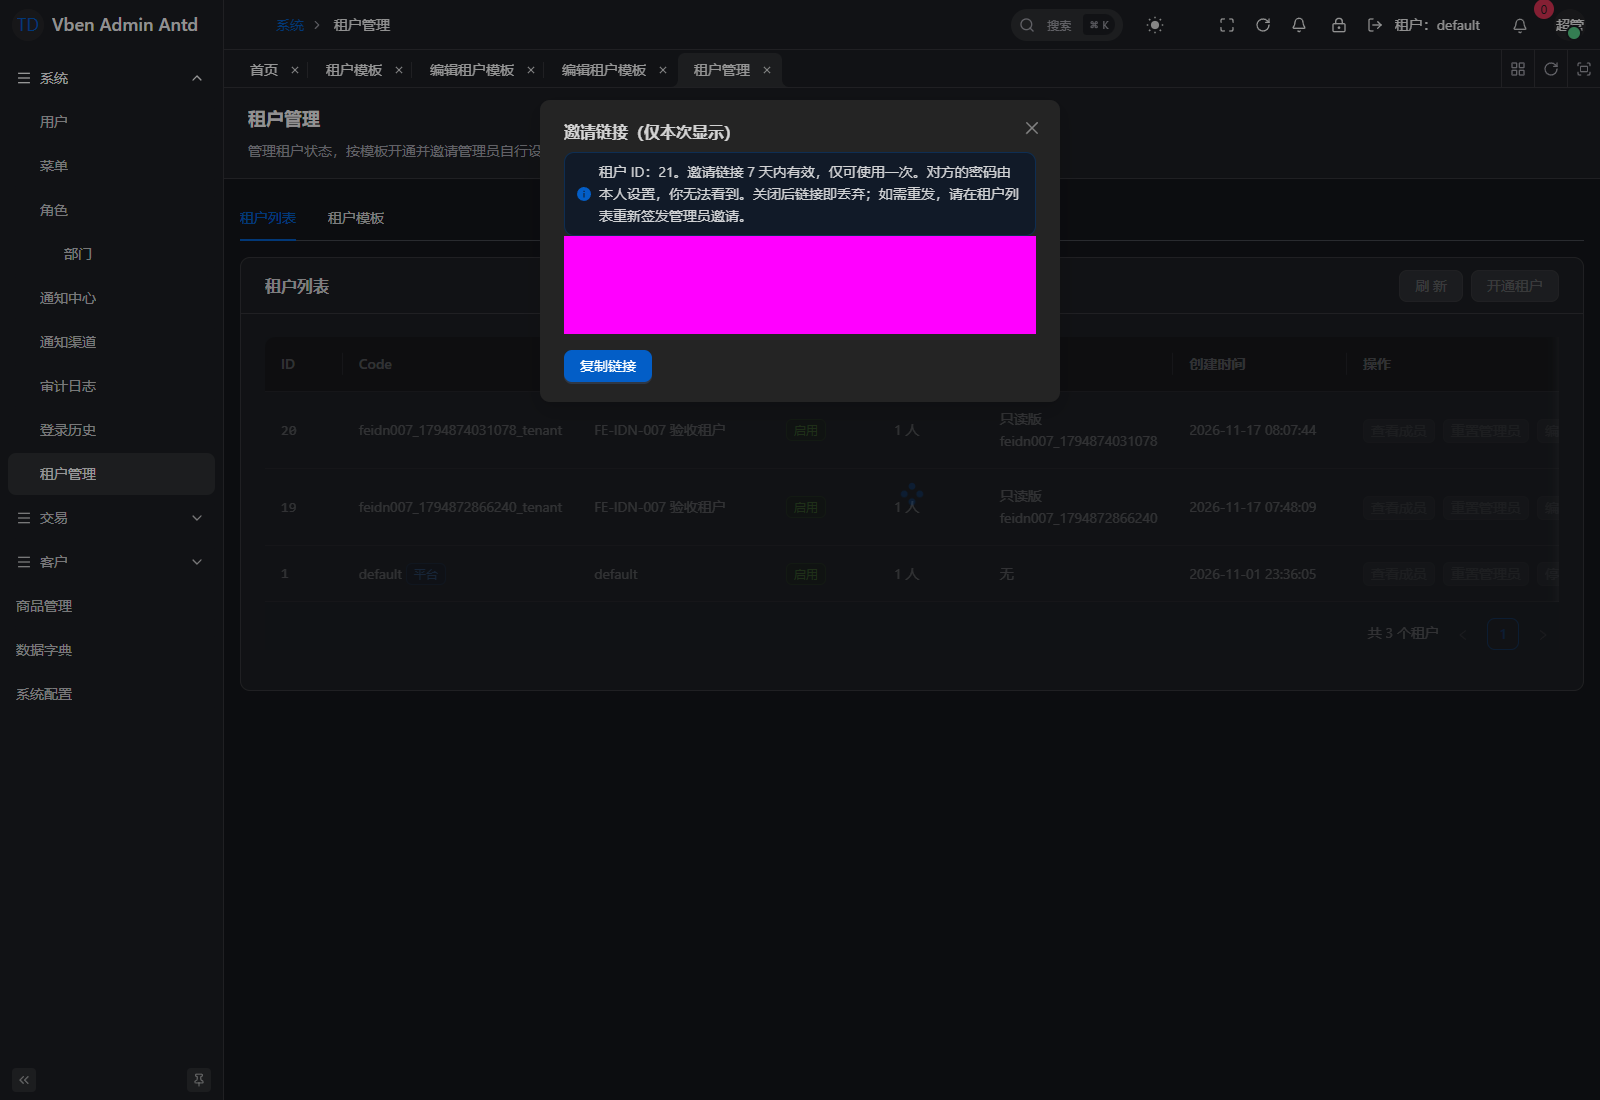 TD Vben Admin Antd
系统 > 租户管理
搜索 ⌘ K
租户：default
0
超管
首页 × 租户模板 × 编辑租户模板 × 编辑租户模板 × 租户管理 ×
系统
用户
菜单
角色
部门
通知中心
通知渠道
审计日志
登录历史
租户管理
交易
客户
商品管理
数据字典
系统配置
租户管理
管理租户状态，按模板开通并邀请管理员自行设
租户列表 租户模板
租户列表
刷 新 开通租户
邀请链接（仅本次显示）
租户 ID：21。邀请链接 7 天内有效，仅可使用一次。对方的密码由
本人设置，你无法看到。关闭后链接即丢弃；如需重发，请在租户列
表重新签发管理员邀请。
复制链接
ID Code 创建时间 操作
20 feidn007_1794874031078_tenant FE-IDN-007 验收租户 启用 1 人 只读版 feidn007_1794874031078 2026-11-17 08:07:44 查看成员 重置管理员 编
19 feidn007_1794872866240_tenant FE-IDN-007 验收租户 启用 1 人 只读版 feidn007_1794872866240 2026-11-17 07:48:09 查看成员 重置管理员 编
1 default 平台 default 启用 1 人 无 2026-11-01 23:36:05 查看成员 重置管理员
共 3 个租户 < 1 >